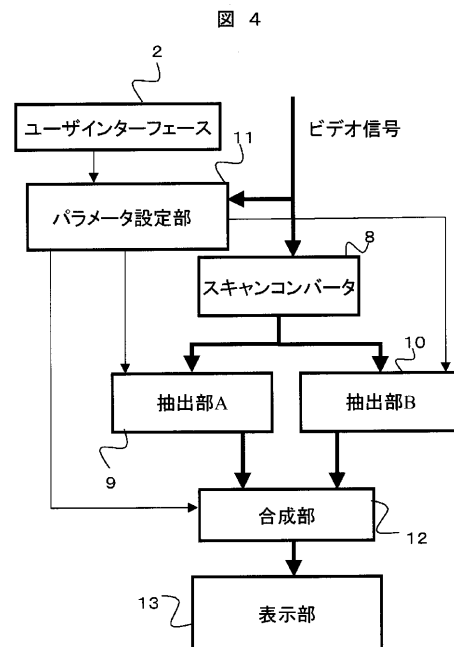 図 4
2
ユーザインターフェース
ビデオ信号
11
パラメータ設定部
8
スキャンコンバータ
10
抽出部A
抽出部B
9
合成部
12
13
表示部